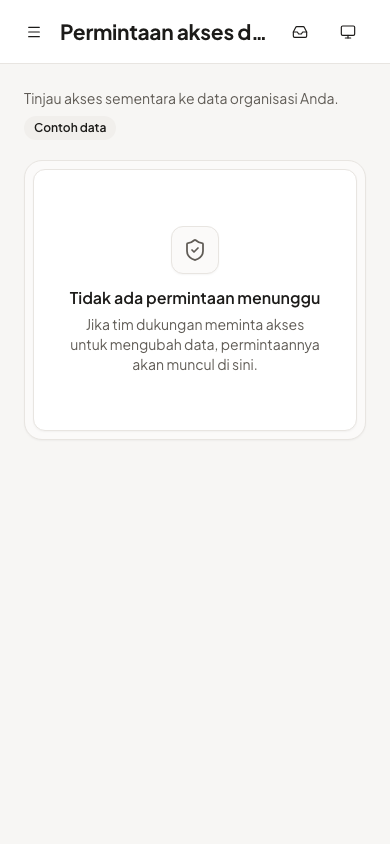 Permintaan akses d...
Tinjau akses sementara ke data organisasi Anda.
Contoh data
Tidak ada permintaan menunggu
Jika tim dukungan meminta akses
untuk mengubah data, permintaannya
akan muncul di sini.